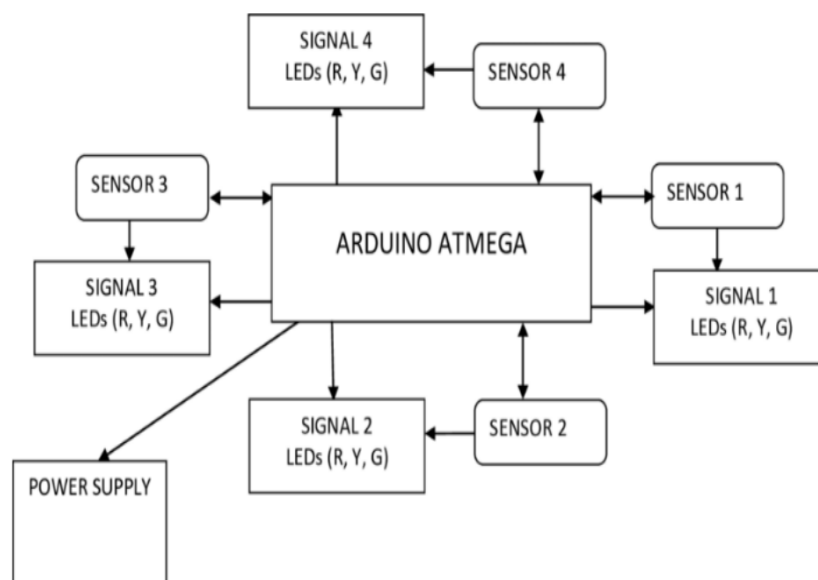 SIGNAL 4
LEDs (R, Y, G)
SENSOR 4
SENSOR 3
SENSOR 1
ARDUINO ATMEGA
SIGNAL 3
LEDs (R, Y, G)
SIGNAL 1
LEDs (R, Y, G)
SIGNAL 2
LEDs (R, Y, G)
SENSOR 2
POWER SUPPLY